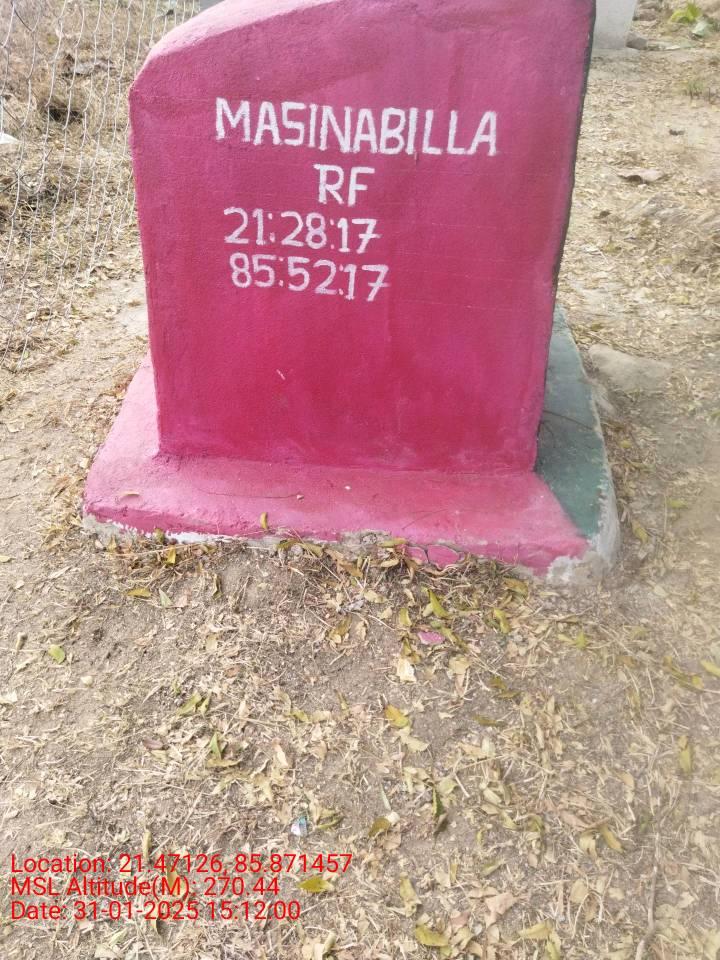 MASINABILLA
RF
21:28:17
85:52:17
Location: 21.47126, 85.871457
MSL Altitude(M): 270.44
Date: 31-01-2025 15:12:00